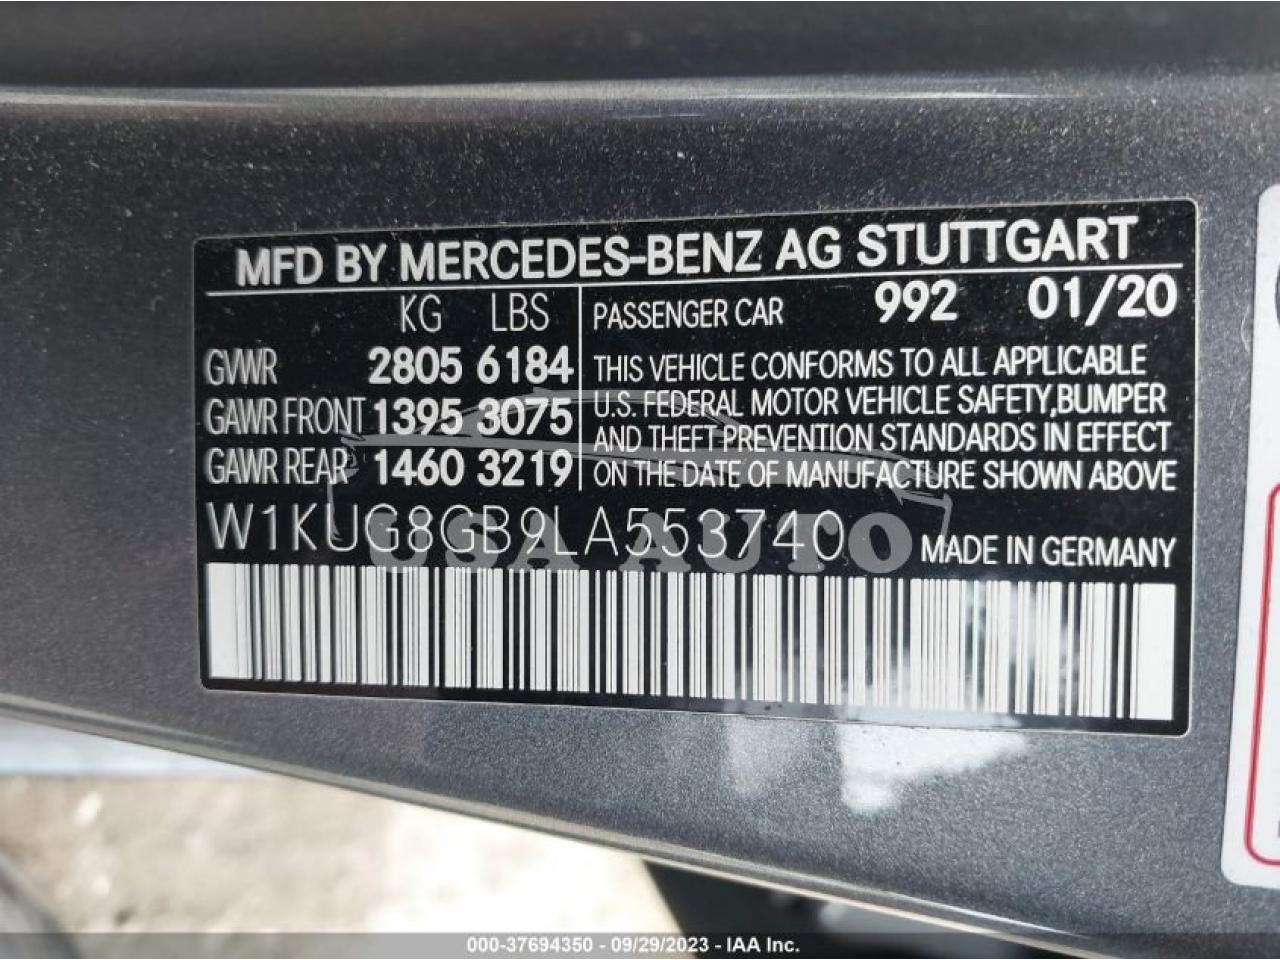 MFD BY MERCEDES-BENZ AG STUTTGART
KG LBS
GVWR 2805 6184
GAWR FRONT 1395 3075
GAWR REAR 1460 3219
PASSENGER CAR 992 01/20
THIS VEHICLE CONFORMS TO ALL APPLICABLE
U.S. FEDERAL MOTOR VEHICLE SAFETY,BUMPER
AND THEFT PREVENTION STANDARDS IN EFFECT
ON THE DATE OF MANUFACTURE SHOWN ABOVE
W1KUG8GB9LA553740
MADE IN GERMANY
USA AUTO
000-37694350 - 09/29/2023 - IAA Inc.